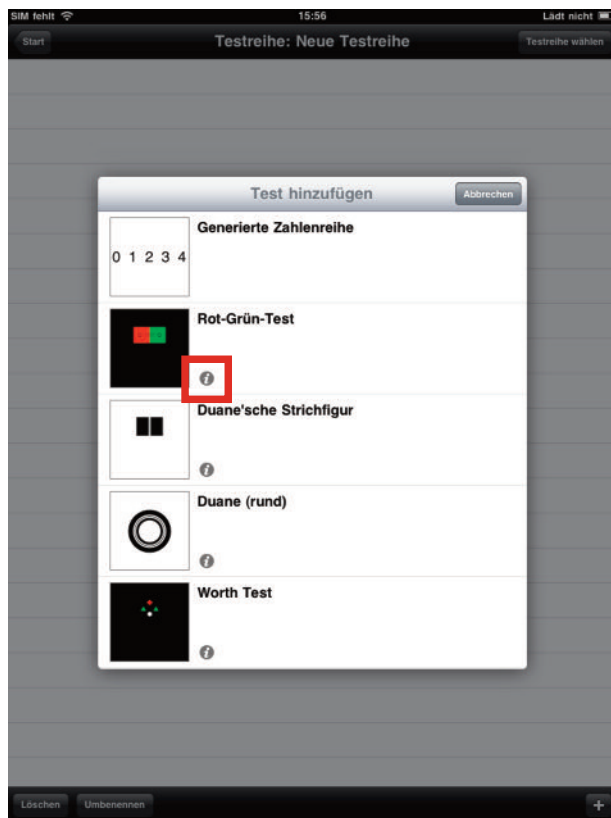 SIM fehlt 15:56 Lädt nicht
Start Testreihe: Neue Testreihe Testreihe wählen
Test hinzufügen Abbrechen
Generierte Zahlenreihe
0 1 2 3 4
Rot-Grün-Test
i
Duane'sche Strichfigur
i
Duane (rund)
i
Worth Test
i
Löschen Umbenennen +